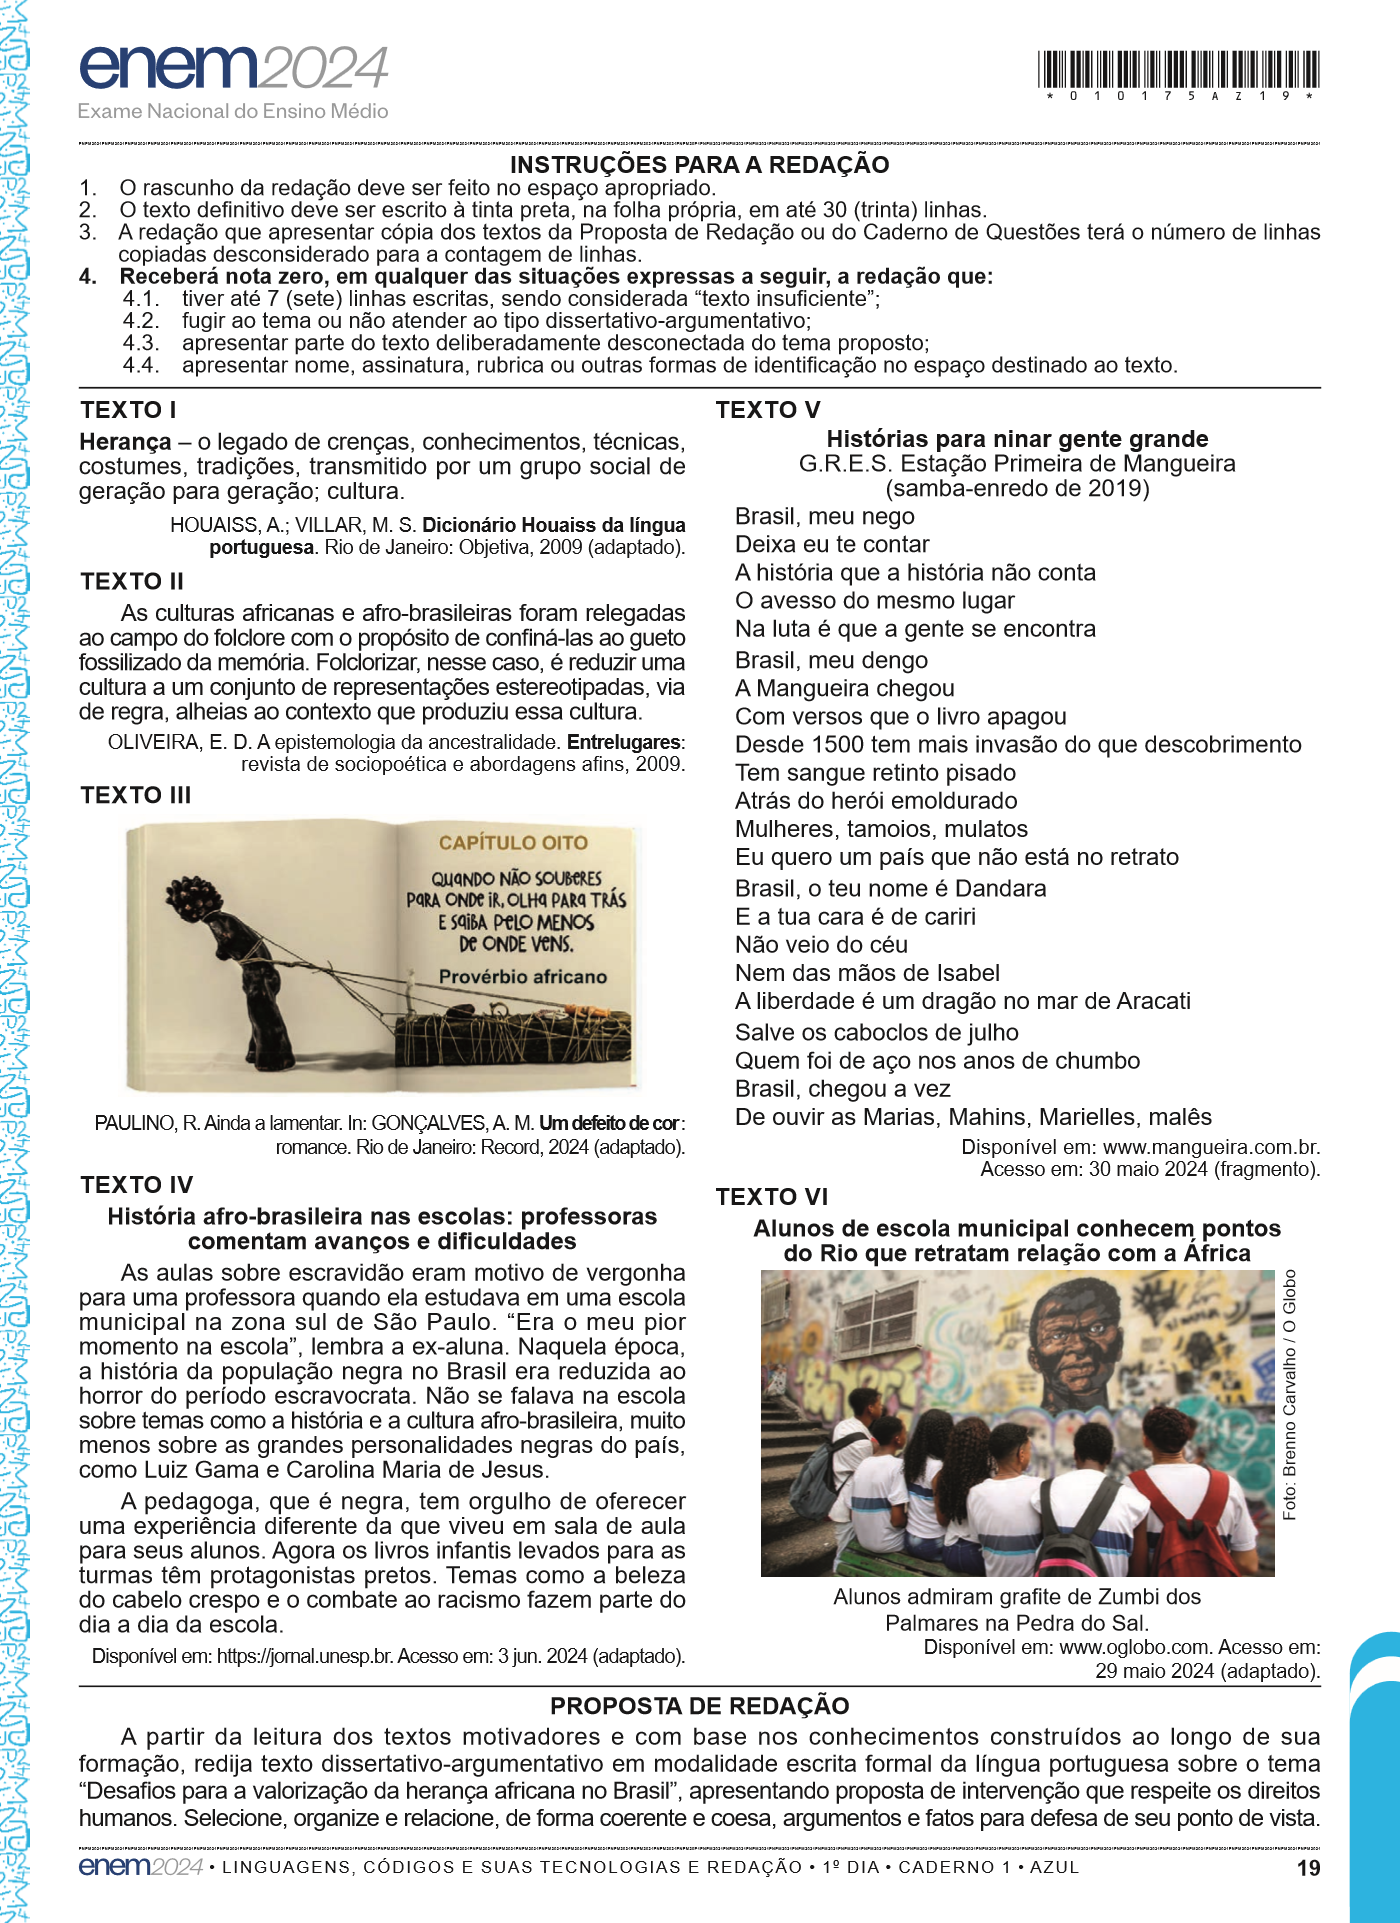 enem2024
Exame Nacional do Ensino Médio
*010175AZ19*
INSTRUÇÕES PARA A REDAÇÃO
1. O rascunho da redação deve ser feito no espaço apropriado.
2. O texto definitivo deve ser escrito à tinta preta, na folha própria, em até 30 (trinta) linhas.
3. A redação que apresentar cópia dos textos da Proposta de Redação ou do Caderno de Questões terá o número de linhas
copiadas desconsiderado para a contagem de linhas.
4. Receberá nota zero, em qualquer das situações expressas a seguir, a redação que:
4.1. tiver até 7 (sete) linhas escritas, sendo considerada “texto insuficiente”;
4.2. fugir ao tema ou não atender ao tipo dissertativo-argumentativo;
4.3. apresentar parte do texto deliberadamente desconectada do tema proposto;
4.4. apresentar nome, assinatura, rubrica ou outras formas de identificação no espaço destinado ao texto.
TEXTO I
Herança – o legado de crenças, conhecimentos, técnicas,
costumes, tradições, transmitido por um grupo social de
geração para geração; cultura.
HOUAISS, A.; VILLAR, M. S. Dicionário Houaiss da língua
portuguesa. Rio de Janeiro: Objetiva, 2009 (adaptado).
TEXTO II
As culturas africanas e afro-brasileiras foram relegadas
ao campo do folclore com o propósito de confiná-las ao gueto
fossilizado da memória. Folclorizar, nesse caso, é reduzir uma
cultura a um conjunto de representações estereotipadas, via
de regra, alheias ao contexto que produziu essa cultura.
OLIVEIRA, E. D. A epistemologia da ancestralidade. Entrelugares:
revista de sociopoética e abordagens afins, 2009.
TEXTO III
CAPÍTULO OITO
QUANDO NÃO SOUBERES
PARA ONDE IR, OLHA PARA TRÁS
E SAIBA PELO MENOS
DE ONDE VENS.
Provérbio africano
PAULINO, R. Ainda a lamentar. In: GONÇALVES, A. M. Um defeito de cor:
romance. Rio de Janeiro: Record, 2024 (adaptado).
TEXTO IV
História afro-brasileira nas escolas: professoras
comentam avanços e dificuldades
As aulas sobre escravidão eram motivo de vergonha
para uma professora quando ela estudava em uma escola
municipal na zona sul de São Paulo. “Era o meu pior
momento na escola”, lembra a ex-aluna. Naquela época,
a história da população negra no Brasil era reduzida ao
horror do período escravocrata. Não se falava na escola
sobre temas como a história e a cultura afro-brasileira, muito
menos sobre as grandes personalidades negras do país,
como Luiz Gama e Carolina Maria de Jesus.
A pedagoga, que é negra, tem orgulho de oferecer
uma experiência diferente da que viveu em sala de aula
para seus alunos. Agora os livros infantis levados para as
turmas têm protagonistas pretos. Temas como a beleza
do cabelo crespo e o combate ao racismo fazem parte do
dia a dia da escola.
Disponível em: https://jornal.unesp.br. Acesso em: 3 jun. 2024 (adaptado).
TEXTO V
Histórias para ninar gente grande
G.R.E.S. Estação Primeira de Mangueira
(samba-enredo de 2019)
Brasil, meu nego
Deixa eu te contar
A história que a história não conta
O avesso do mesmo lugar
Na luta é que a gente se encontra
Brasil, meu dengo
A Mangueira chegou
Com versos que o livro apagou
Desde 1500 tem mais invasão do que descobrimento
Tem sangue retinto pisado
Atrás do herói emoldurado
Mulheres, tamoios, mulatos
Eu quero um país que não está no retrato
Brasil, o teu nome é Dandara
E a tua cara é de cariri
Não veio do céu
Nem das mãos de Isabel
A liberdade é um dragão no mar de Aracati
Salve os caboclos de julho
Quem foi de aço nos anos de chumbo
Brasil, chegou a vez
De ouvir as Marias, Mahins, Marielles, malês
Disponível em: www.mangueira.com.br.
Acesso em: 30 maio 2024 (fragmento).
TEXTO VI
Alunos de escola municipal conhecem pontos
do Rio que retratam relação com a África
Foto: Brenno Carvalho / O Globo
Alunos admiram grafite de Zumbi dos
Palmares na Pedra do Sal.
Disponível em: www.oglobo.com. Acesso em:
29 maio 2024 (adaptado).
PROPOSTA DE REDAÇÃO
A partir da leitura dos textos motivadores e com base nos conhecimentos construídos ao longo de sua
formação, redija texto dissertativo-argumentativo em modalidade escrita formal da língua portuguesa sobre o tema
“Desafios para a valorização da herança africana no Brasil”, apresentando proposta de intervenção que respeite os direitos
humanos. Selecione, organize e relacione, de forma coerente e coesa, argumentos e fatos para defesa de seu ponto de vista.
enem2024 • LINGUAGENS, CÓDIGOS E SUAS TECNOLOGIAS E REDAÇÃO • 1º DIA • CADERNO 1 • AZUL
19